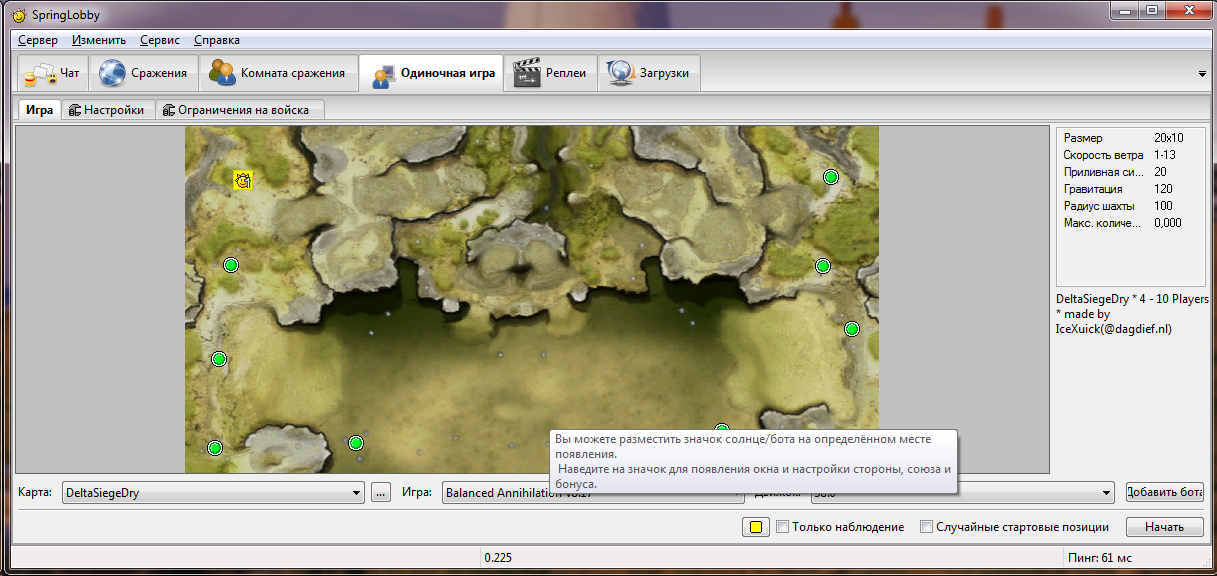 SpringLobby
Сервер Изменить Сервис Справка
Чат Сражения Комната сражения Одиночная игра Реплеи Загрузки
Игра Настройки Ограничения на войска
Размер 20x10
Скорость ветра 1-13
Приливная си... 20
Гравитация 120
Радиус шахты 100
Макс. количе... 0,000
DeltaSiegeDry * 4 - 10 Players
* made by
IceXuick(@dagdief.nl)
Вы можете разместить значок солнце/бота на определённом месте
появления.
Наведите на значок для появления окна и настройки стороны, союза и
бонуса.
Карта: DeltaSiegeDry ... Игра: Balanced Annihilation Добавить бота
Только наблюдение Случайные стартовые позиции Начать
0.225 Пинг: 61 мс